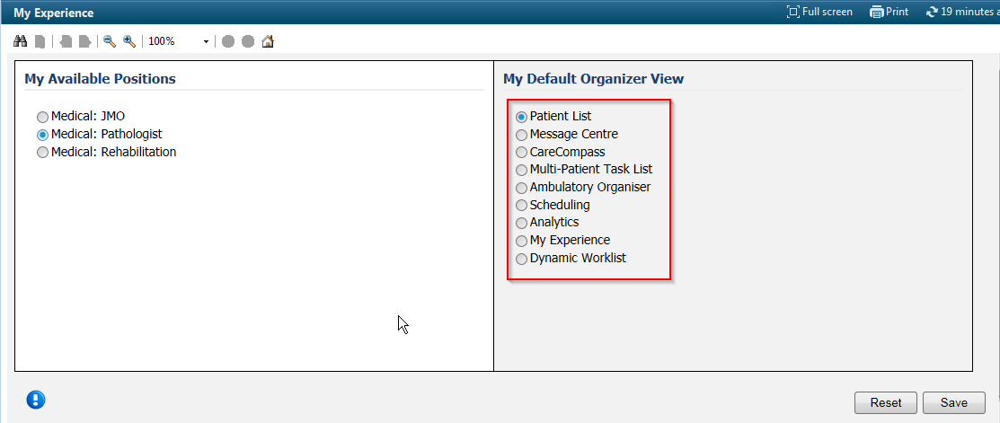 My Experience
Full screen
Print
19 minutes a
100%
My Available Positions
Medical: JMO
Medical: Pathologist
Medical: Rehabilitation
My Default Organizer View
Patient List
Message Centre
CareCompass
Multi-Patient Task List
Ambulatory Organiser
Scheduling
Analytics
My Experience
Dynamic Worklist
Reset
Save